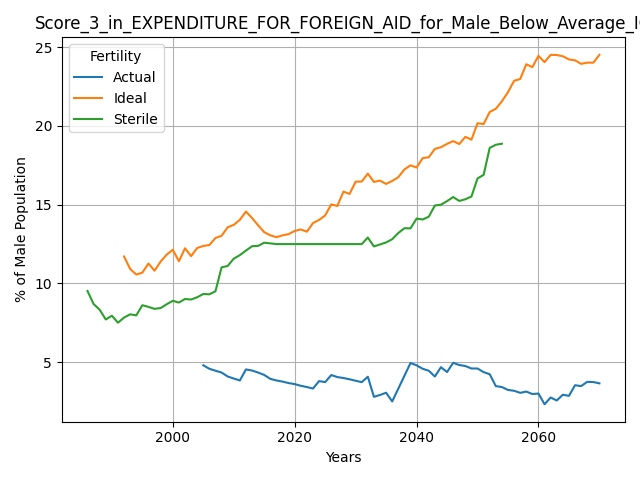 Score_3_in_EXPENDITURE_FOR_FOREIGN_AID_for_Male_Below_Average_I
25
20
15
10
5
% of Male Population
Fertility
Actual
Ideal
Sterile
2000 2020 2040 2060
Years